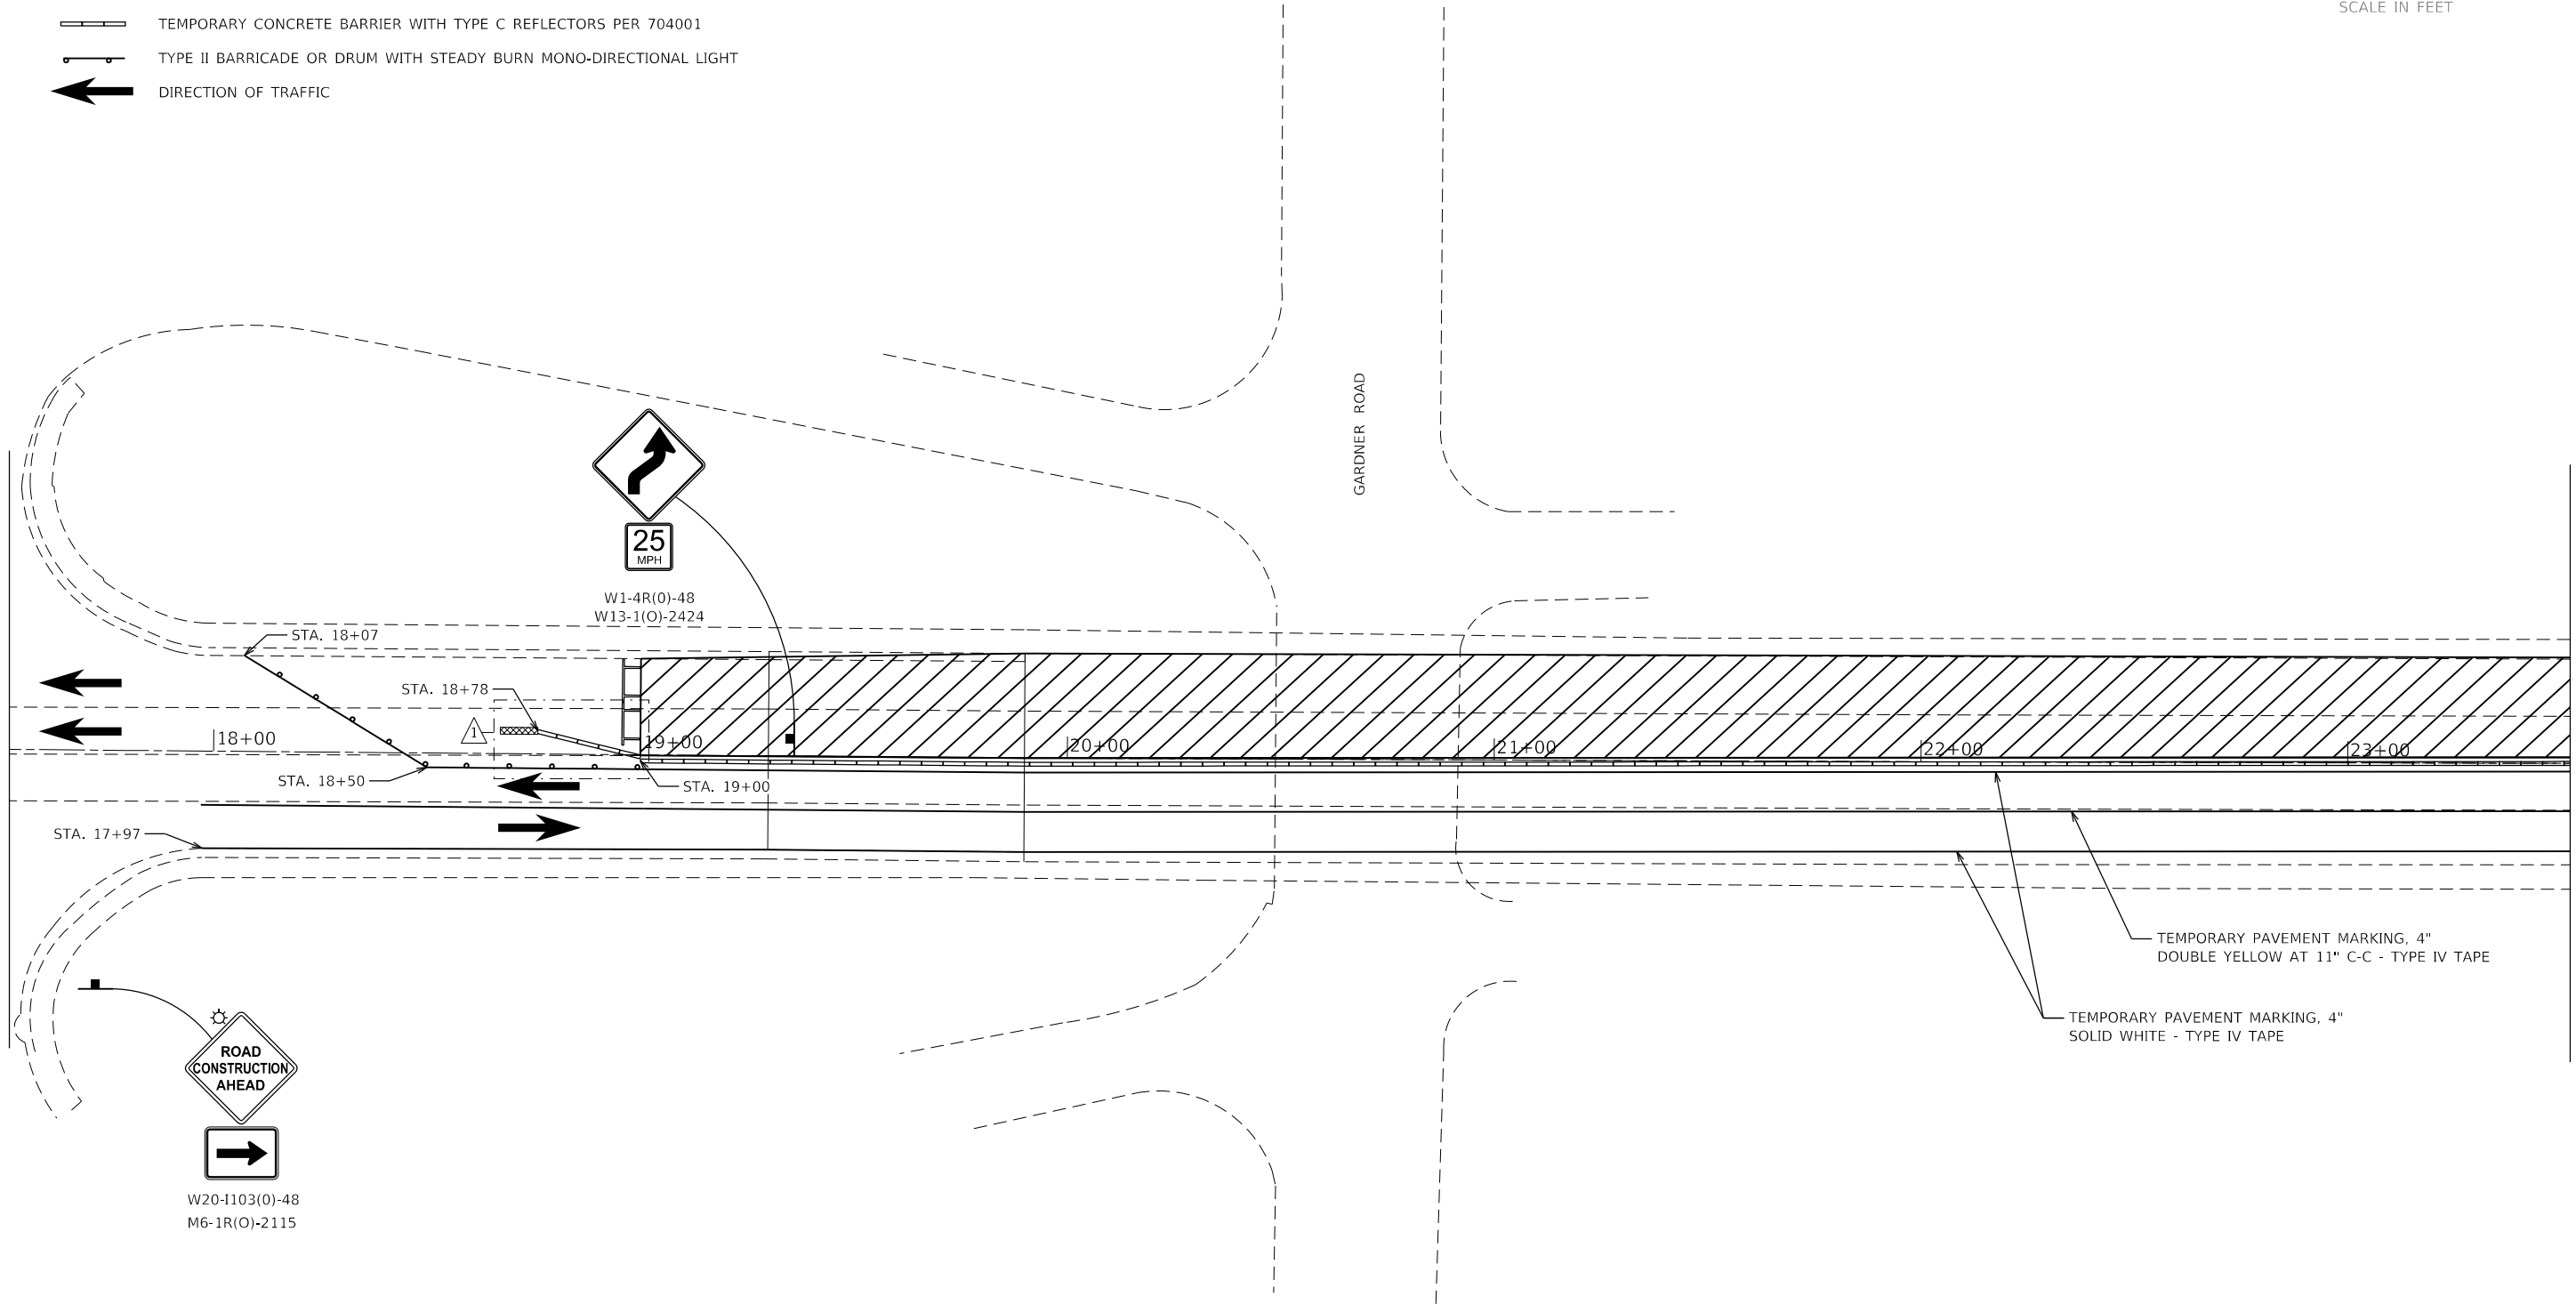 SCALE IN FEET
TEMPORARY CONCRETE BARRIER WITH TYPE C REFLECTORS PER 704001
TYPE II BARRICADE OR DRUM WITH STEADY BURN MONO-DIRECTIONAL LIGHT
DIRECTION OF TRAFFIC
GARDNER ROAD
25
MPH
W1-4R(0)-48
W13-1(O)-2424
STA. 18+07
STA. 18+78
1
18+00
19+00
20+00
21+00
22+00
23+00
STA. 18+50
STA. 19+00
STA. 17+97
TEMPORARY PAVEMENT MARKING, 4"
DOUBLE YELLOW AT 11" C-C - TYPE IV TAPE
TEMPORARY PAVEMENT MARKING, 4"
SOLID WHITE - TYPE IV TAPE
ROAD
CONSTRUCTION
AHEAD
W20-I103(0)-48
M6-1R(O)-2115